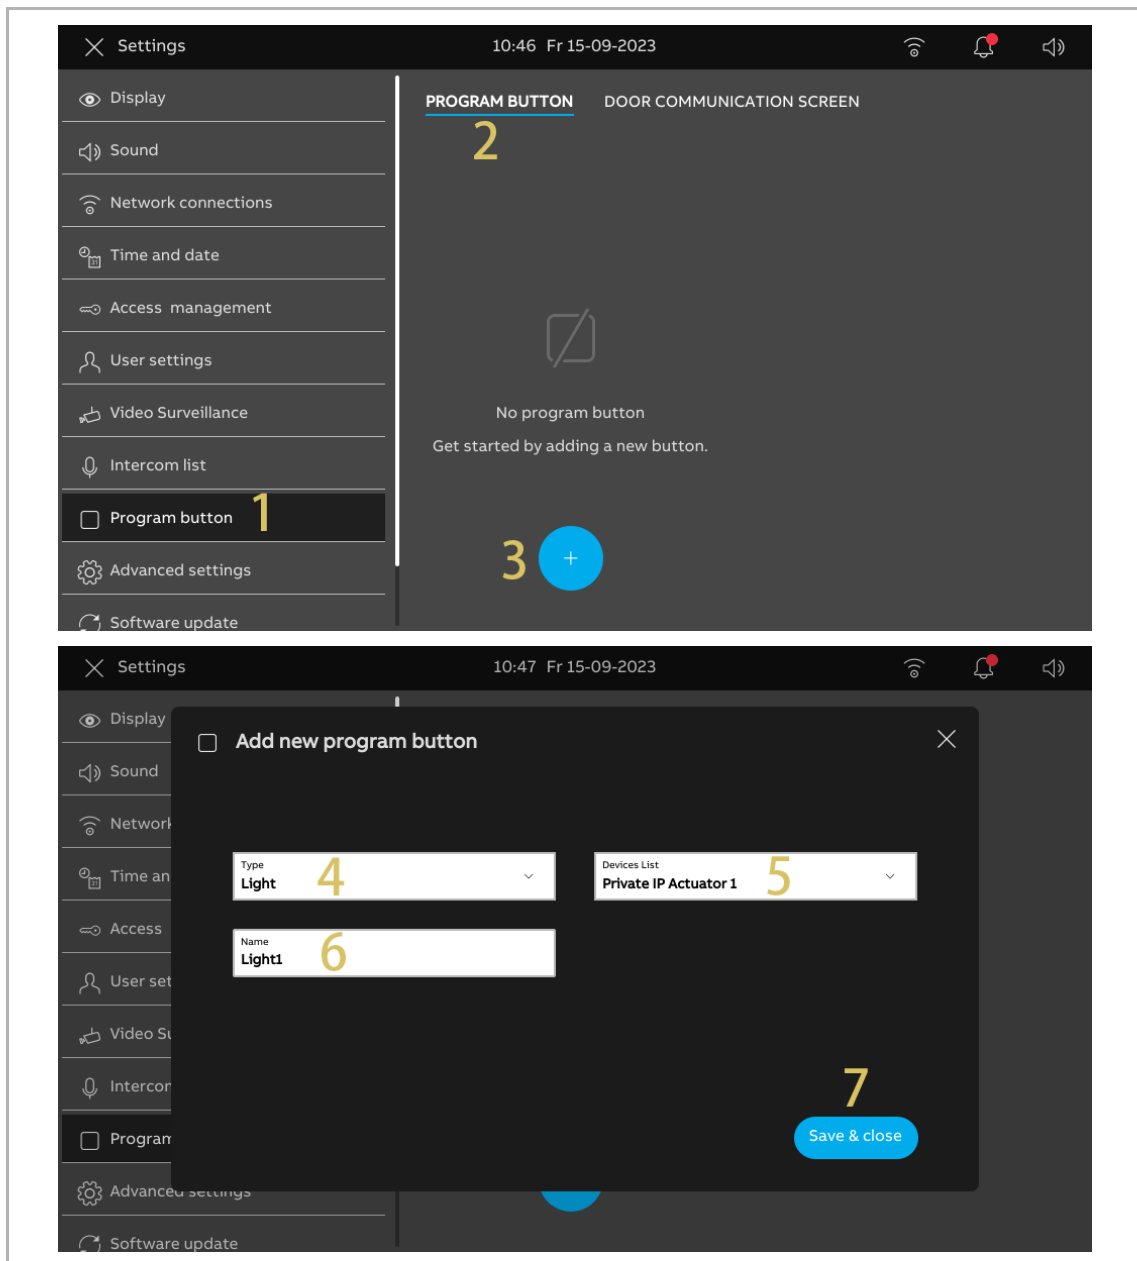 Settings
10:46 Fr 15-09-2023
Display
Sound
Network connections
Time and date
Access management
User settings
Video Surveillance
Intercom list
Program button
1
Advanced settings
Software update
PROGRAM BUTTON
DOOR COMMUNICATION SCREEN
2
No program button
Get started by adding a new button.
3
+
Settings
10:47 Fr 15-09-2023
Display
Sound
Network
Time an
Access
User set
Video Su
Intercom
Program
Advanced settings
Software update
Add new program button
Type
Light
4
Devices List
Private IP Actuator 1
5
Name
Light1
6
7
Save & close